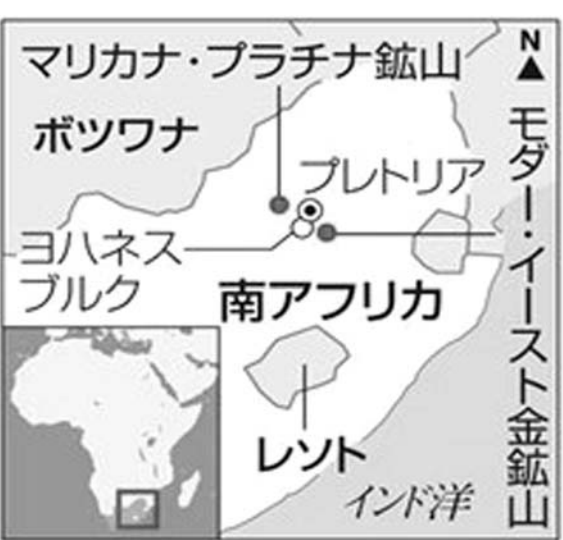 N
マリカナ・プラチナ鉱山
ボツワナ
プレトリア
ヨハネス
ブルク
南アフリカ
モダー・イースト金鉱山
レソト
インド洋